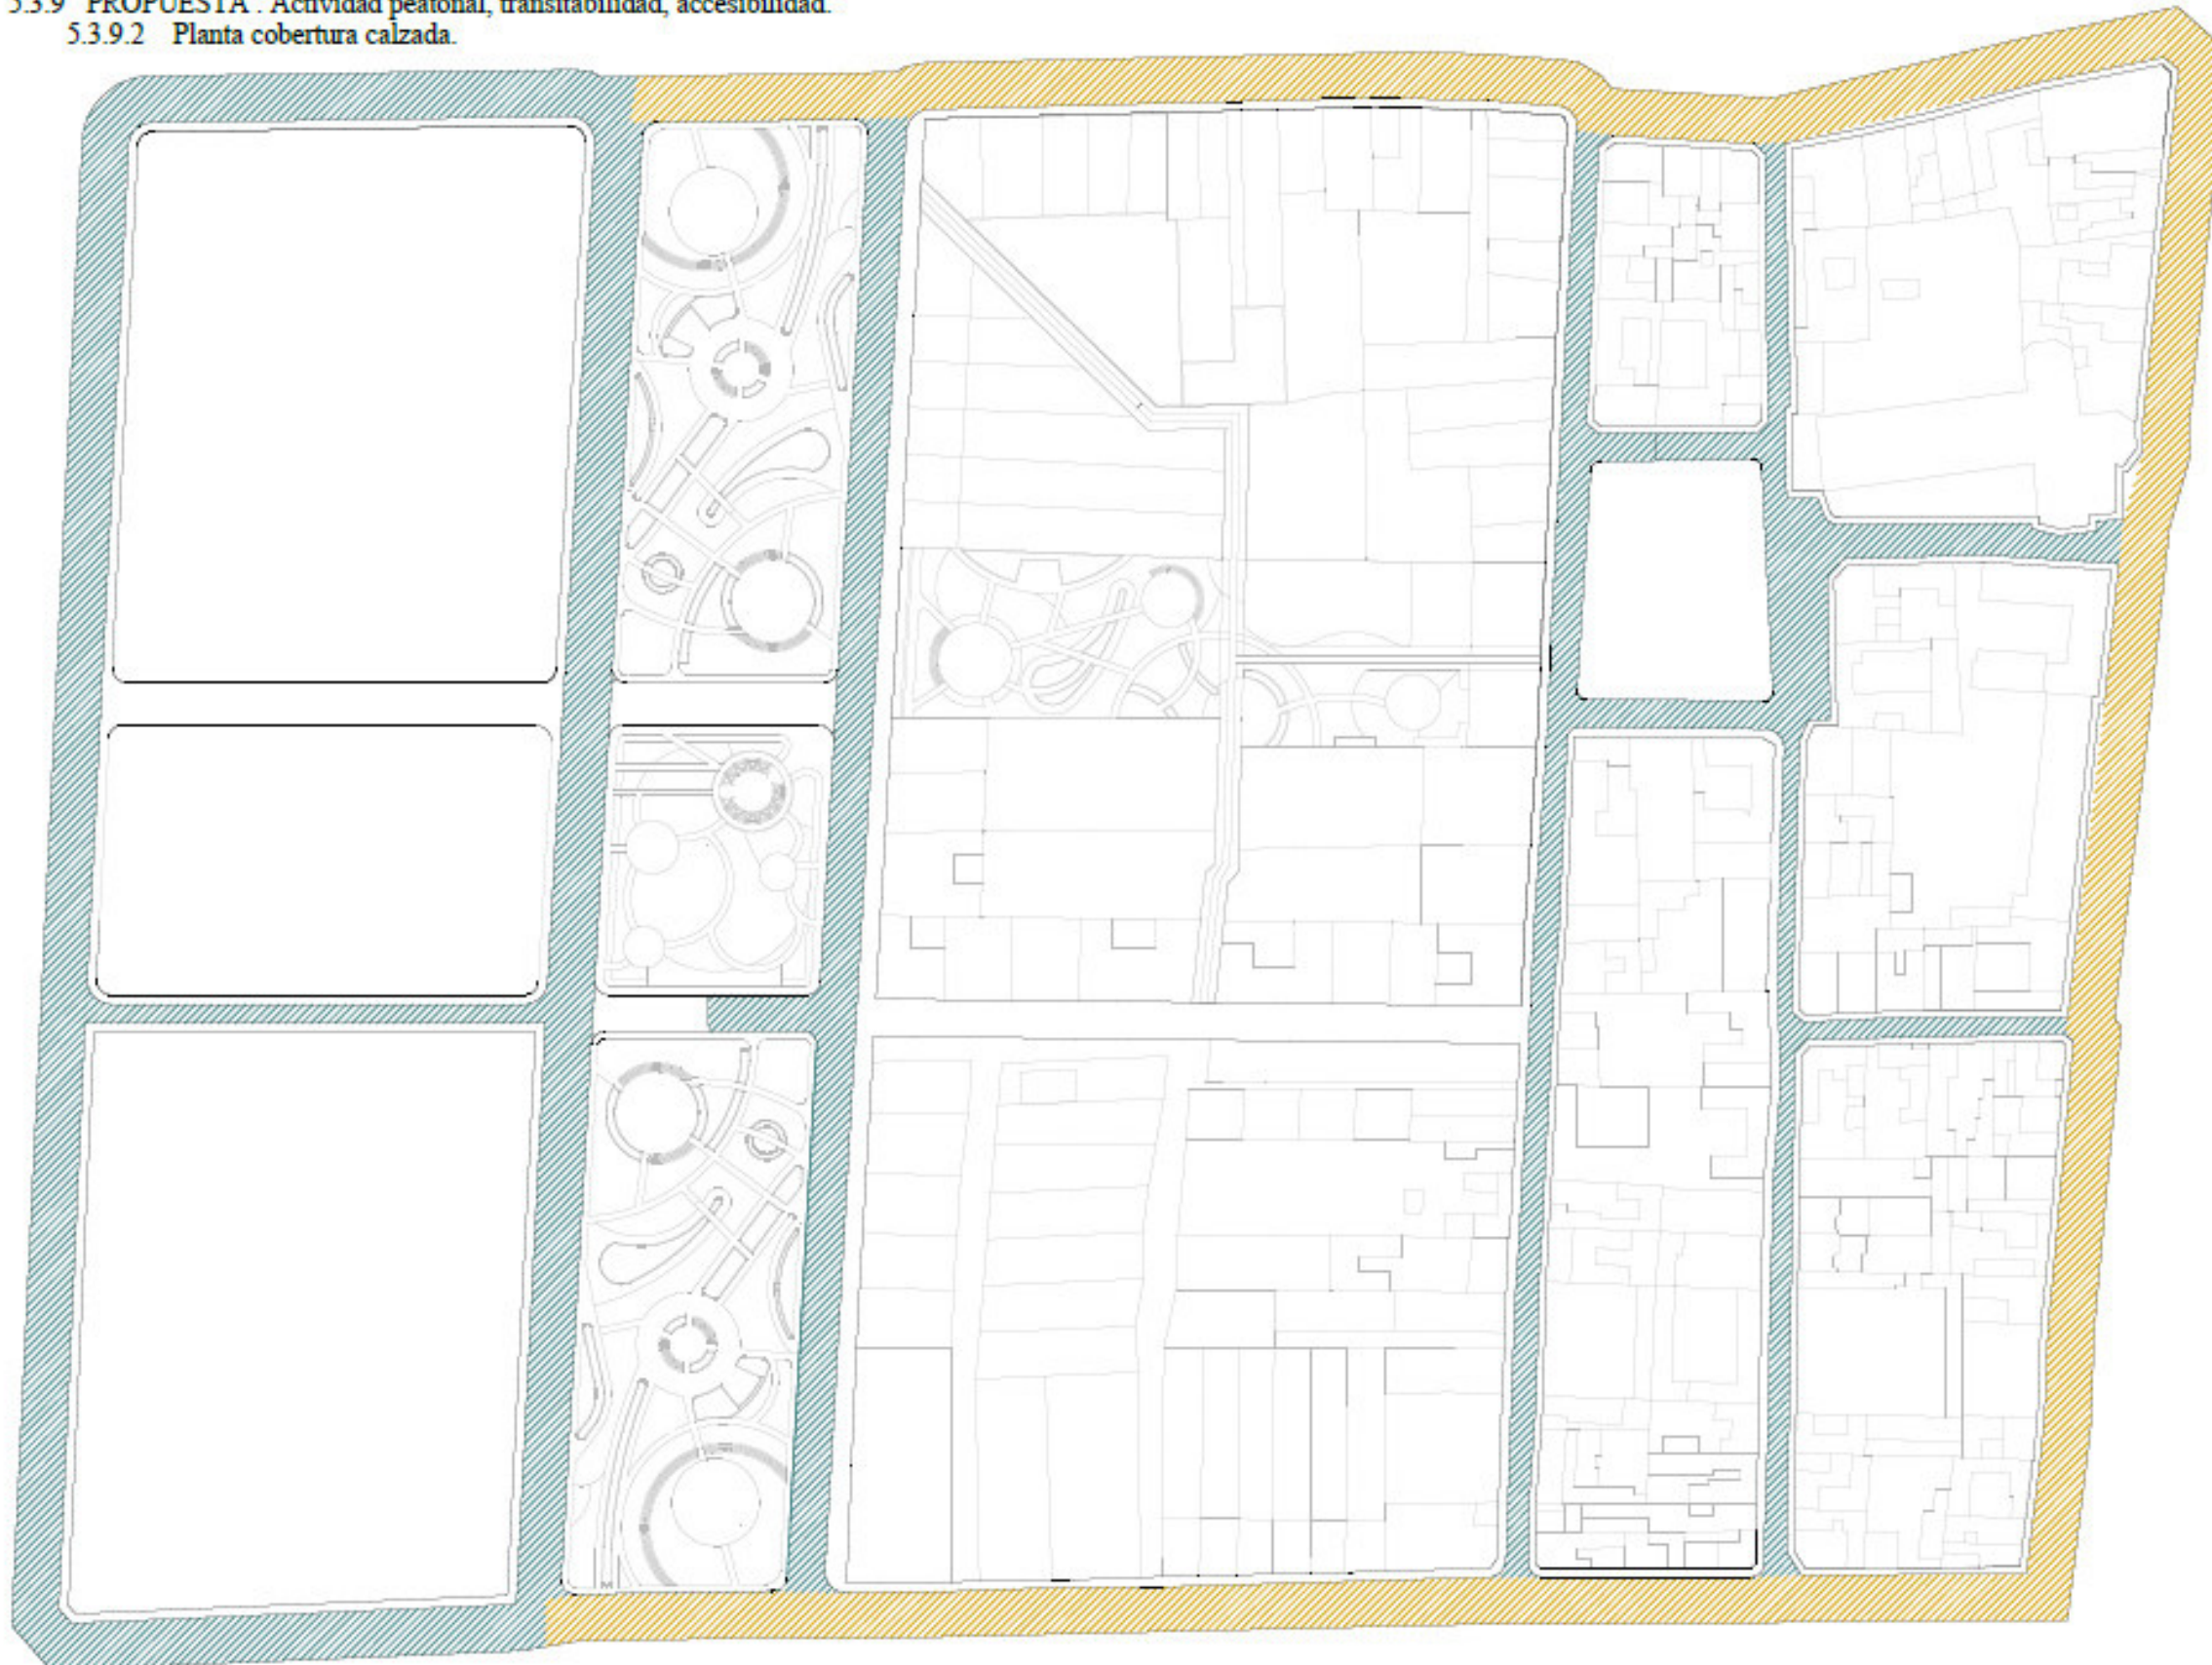 5.3.9 PROPUESTA . Actividad peatonal, transitabilidad, accesibilidad.
5.3.9.2 Planta cobertura calzada.